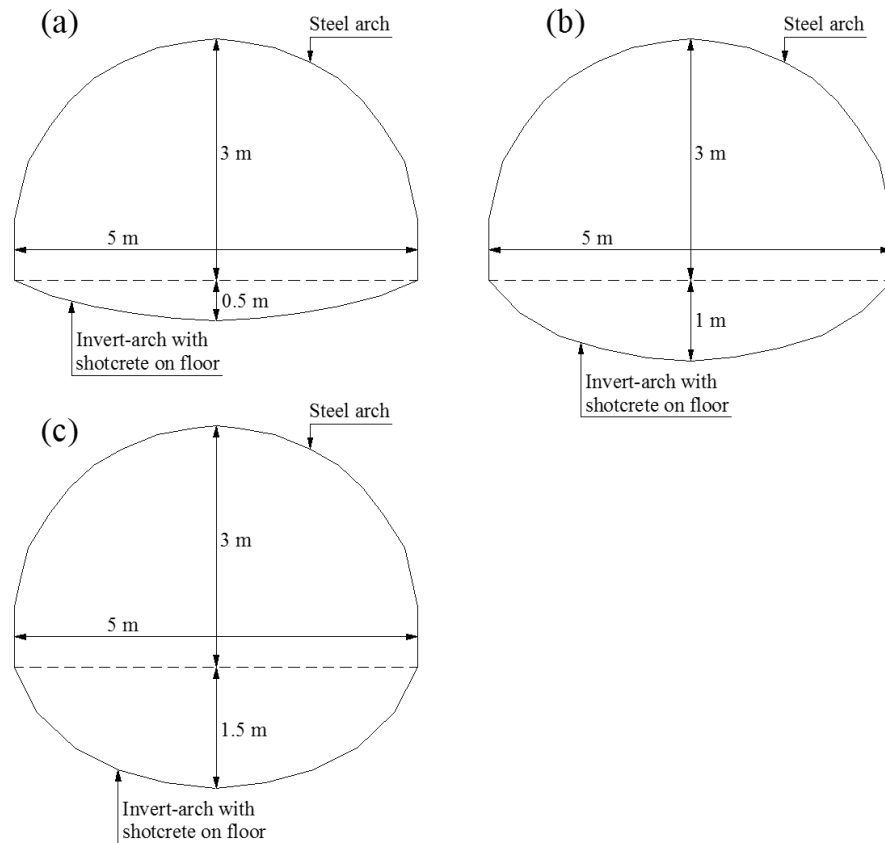 (a)
Steel arch
3 m
5 m
0.5 m
Invert-arch with
shotcrete on floor
(b)
Steel arch
3 m
5 m
1 m
Invert-arch with
shotcrete on floor
(c)
Steel arch
3 m
5 m
1.5 m
Invert-arch with
shotcrete on floor